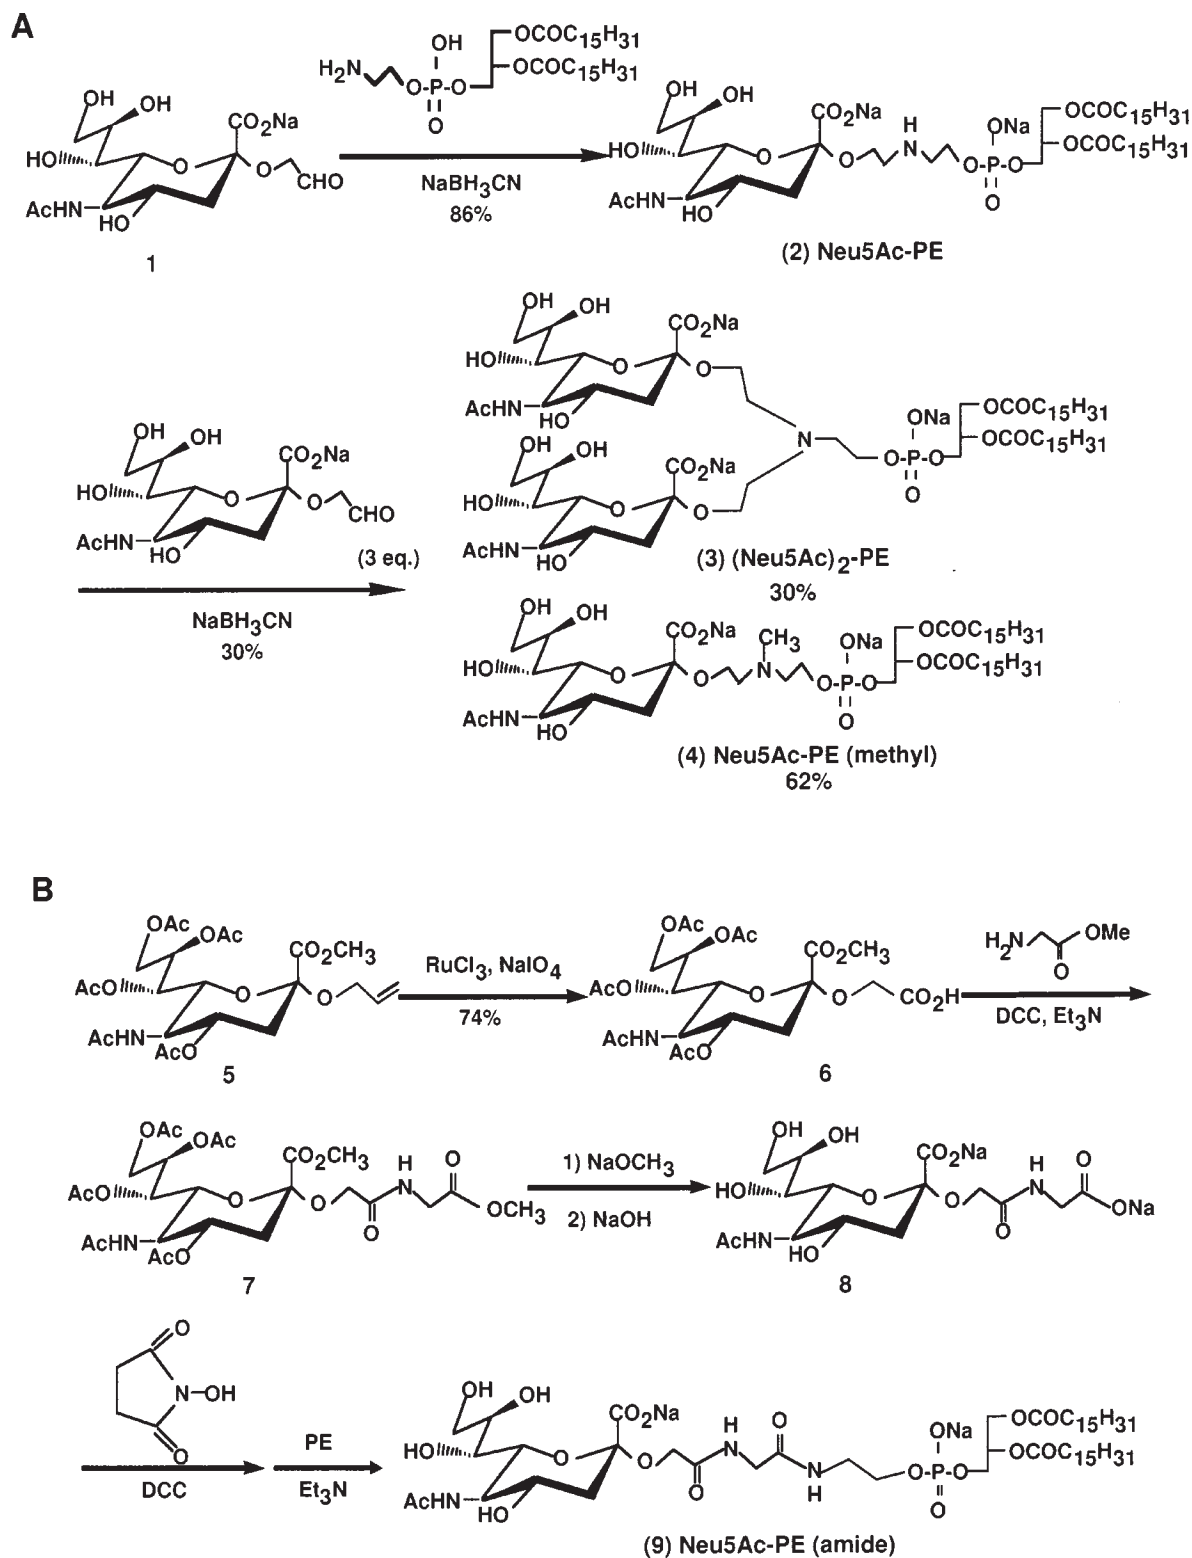 A
OH
OH
HO
AcHN
HO
CO2Na
O
O
CHO
1
H2N
OH
O-P-O
O
OCOC15H31
OCOC15H31
NaBH3CN
86%
OH
OH
HO
AcHN
HO
CO2Na
O
O
H
N
ONa
O-P-O
O
OCOC15H31
OCOC15H31
(2) Neu5Ac-PE
OH
OH
HO
AcHN
HO
CO2Na
O
O
CHO
(3 eq.)
NaBH3CN
30%
OH
OH
HO
AcHN
HO
CO2Na
O
O
OH
OH
HO
AcHN
HO
CO2Na
O
O
N
ONa
O-P-O
O
OCOC15H31
OCOC15H31
(3) (Neu5Ac)2-PE
30%
OH
OH
HO
AcHN
HO
CO2Na
O
O
CH3
N
ONa
O-P-O
O
OCOC15H31
OCOC15H31
(4) Neu5Ac-PE (methyl)
62%
B
OAc
OAc
AcO
AcHN
AcO
CO2CH3
O
O
5
RuCl3, NaIO4
74%
OAc
OAc
AcO
AcHN
AcO
CO2CH3
O
O
CO2H
6
H2N
OMe
O
DCC, Et3N
OAc
OAc
AcO
AcHN
AcO
CO2CH3
O
O
O
H
N
O
OCH3
7
1) NaOCH3
2) NaOH
OH
OH
HO
AcHN
HO
CO2Na
O
O
O
H
N
O
ONa
8
O
N-OH
O
DCC
PE
Et3N
OH
OH
HO
AcHN
HO
CO2Na
O
O
O
H
N
O
N
H
ONa
O-P-O
O
OCOC15H31
OCOC15H31
(9) Neu5Ac-PE (amide)